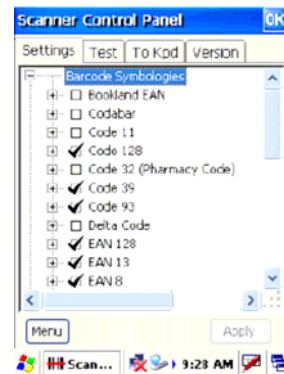 Scanner Control Panel OK
Settings Test To Kpd Version
Barcode Symbologies
Bookland EAN
Codabar
Code 11
Code 128
Code 32 (Pharmacy Code)
Code 39
Code 93
Delta Code
EAN 128
EAN 13
EAN 8
Menu Apply
Scan... 9:23 AM